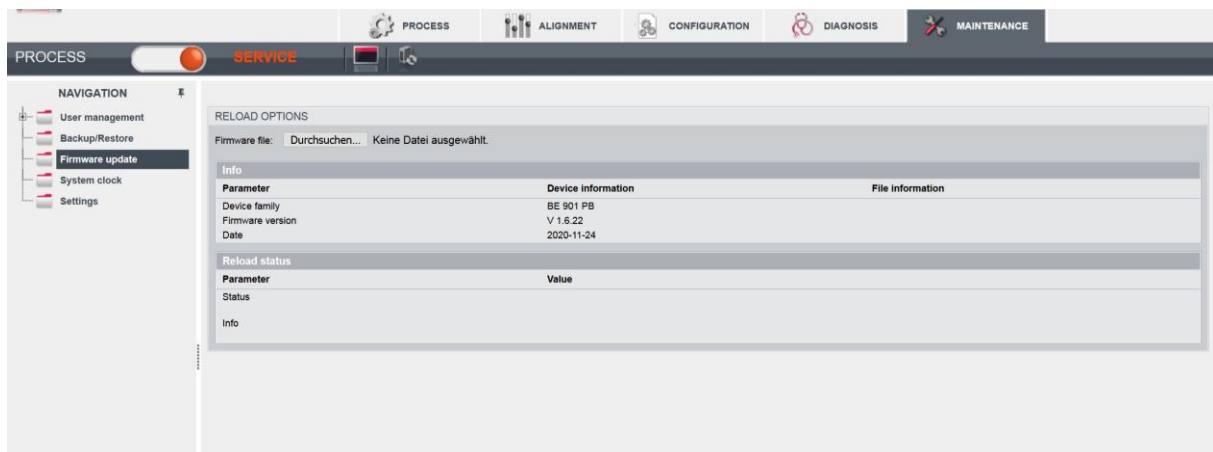 PROCESS ALIGNMENT CONFIGURATION DIAGNOSIS MAINTENANCE
PROCESS SERVICE
NAVIGATION
User management
Backup/Restore
Firmware update
System clock
Settings
RELOAD OPTIONS
Firmware file: Durchsuchen... Keine Datei ausgewählt.
Info
Parameter Device information File information
Device family BE 901 PB
Firmware version V 1.6.22
Date 2020-11-24
Reload status
Parameter Value
Status
Info